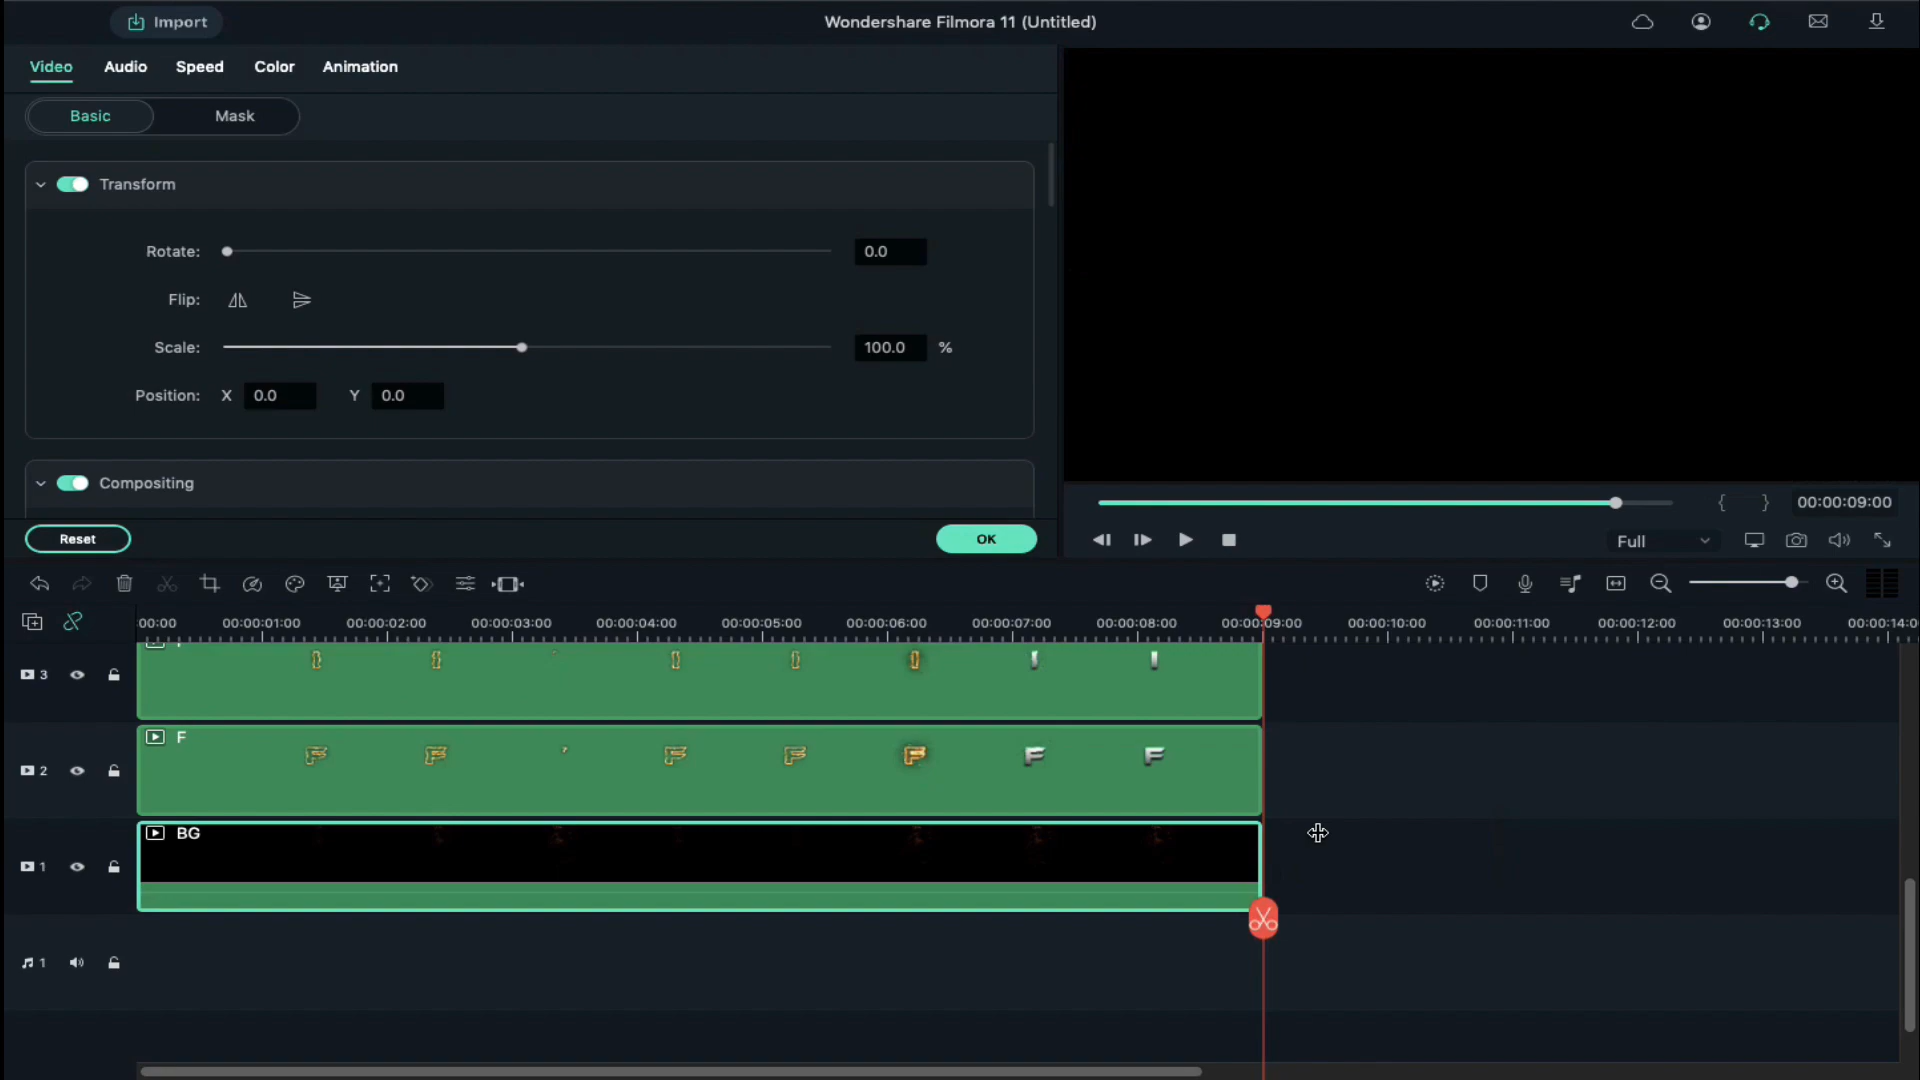 Import
Wondershare Filmora 11 (Untitled)
Video Audio Speed Color Animation
Basic Mask
Transform
Rotate: 0.0
Flip:
Scale: 100.0 %
Position: X 0.0 Y 0.0
Compositing
Reset OK
{ } 00:00:09:00
Full
:00:00 00:00:01:00 00:00:02:00 00:00:03:00 00:00:04:00 00:00:05:00 00:00:06:00 00:00:07:00 00:00:08:00 00:00:09:00 00:00:10:00 00:00:11:00 00:00:12:00 00:00:13:00 00:00:14:0
3
F
2
F F F F F F F
BG
1
1